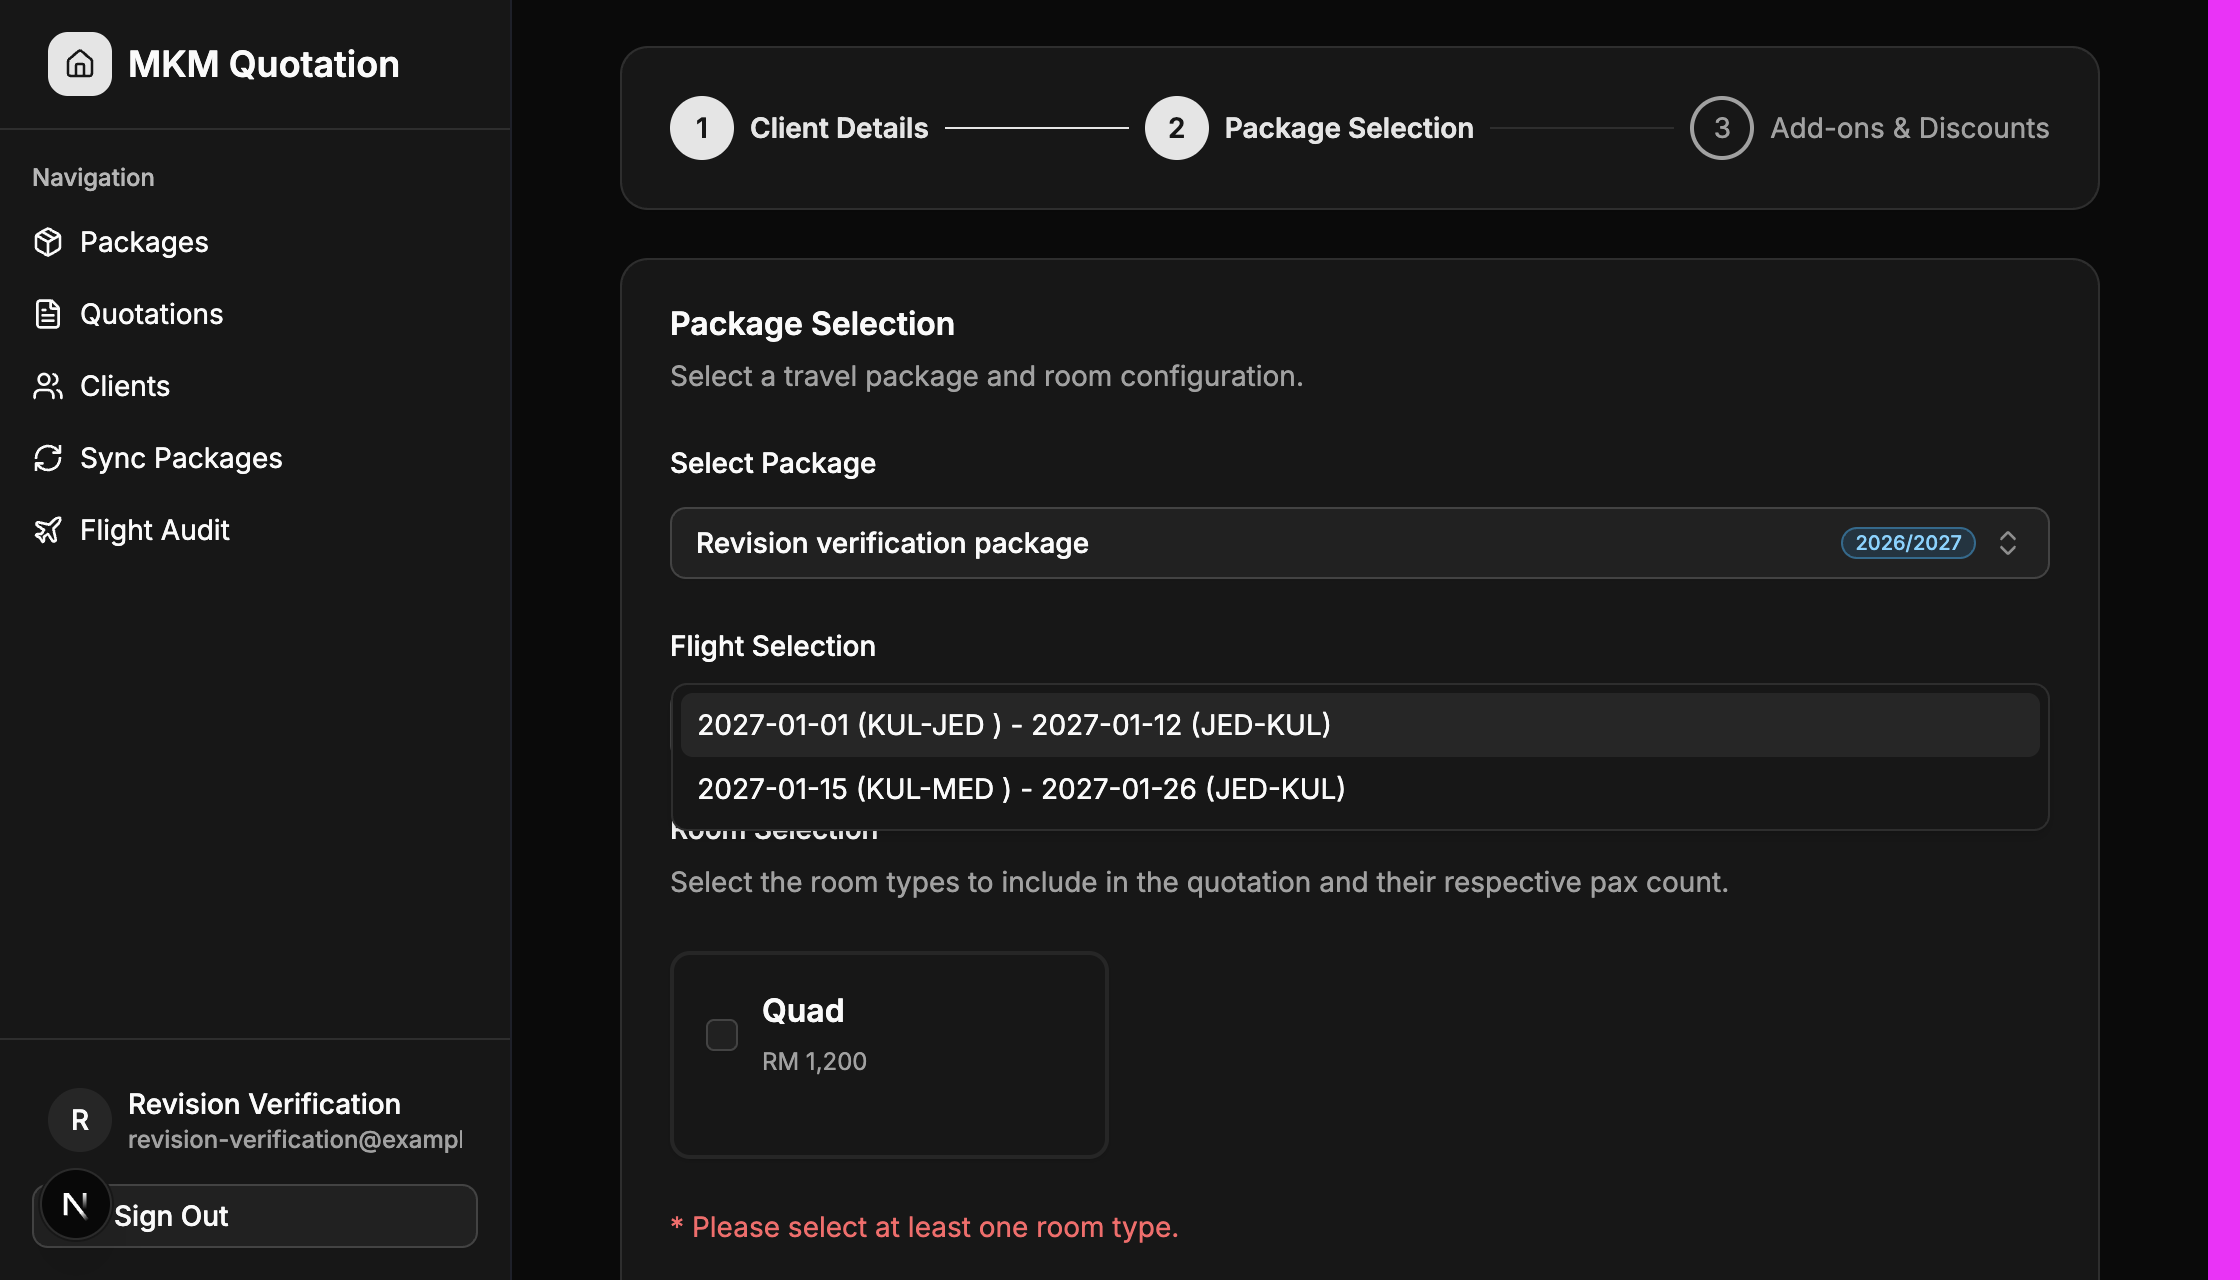 MKM Quotation
Navigation
Packages
Quotations
Clients
Sync Packages
Flight Audit
R
Revision Verification
revision-verification@exampl
N
Sign Out
1 Client Details
2 Package Selection
3 Add-ons & Discounts
Package Selection
Select a travel package and room configuration.
Select Package
Revision verification package 2026/2027
Flight Selection
2027-01-01 (KUL-JED ) - 2027-01-12 (JED-KUL)
2027-01-15 (KUL-MED ) - 2027-01-26 (JED-KUL)
Room Selection
Select the room types to include in the quotation and their respective pax count.
Quad
RM 1,200
* Please select at least one room type.